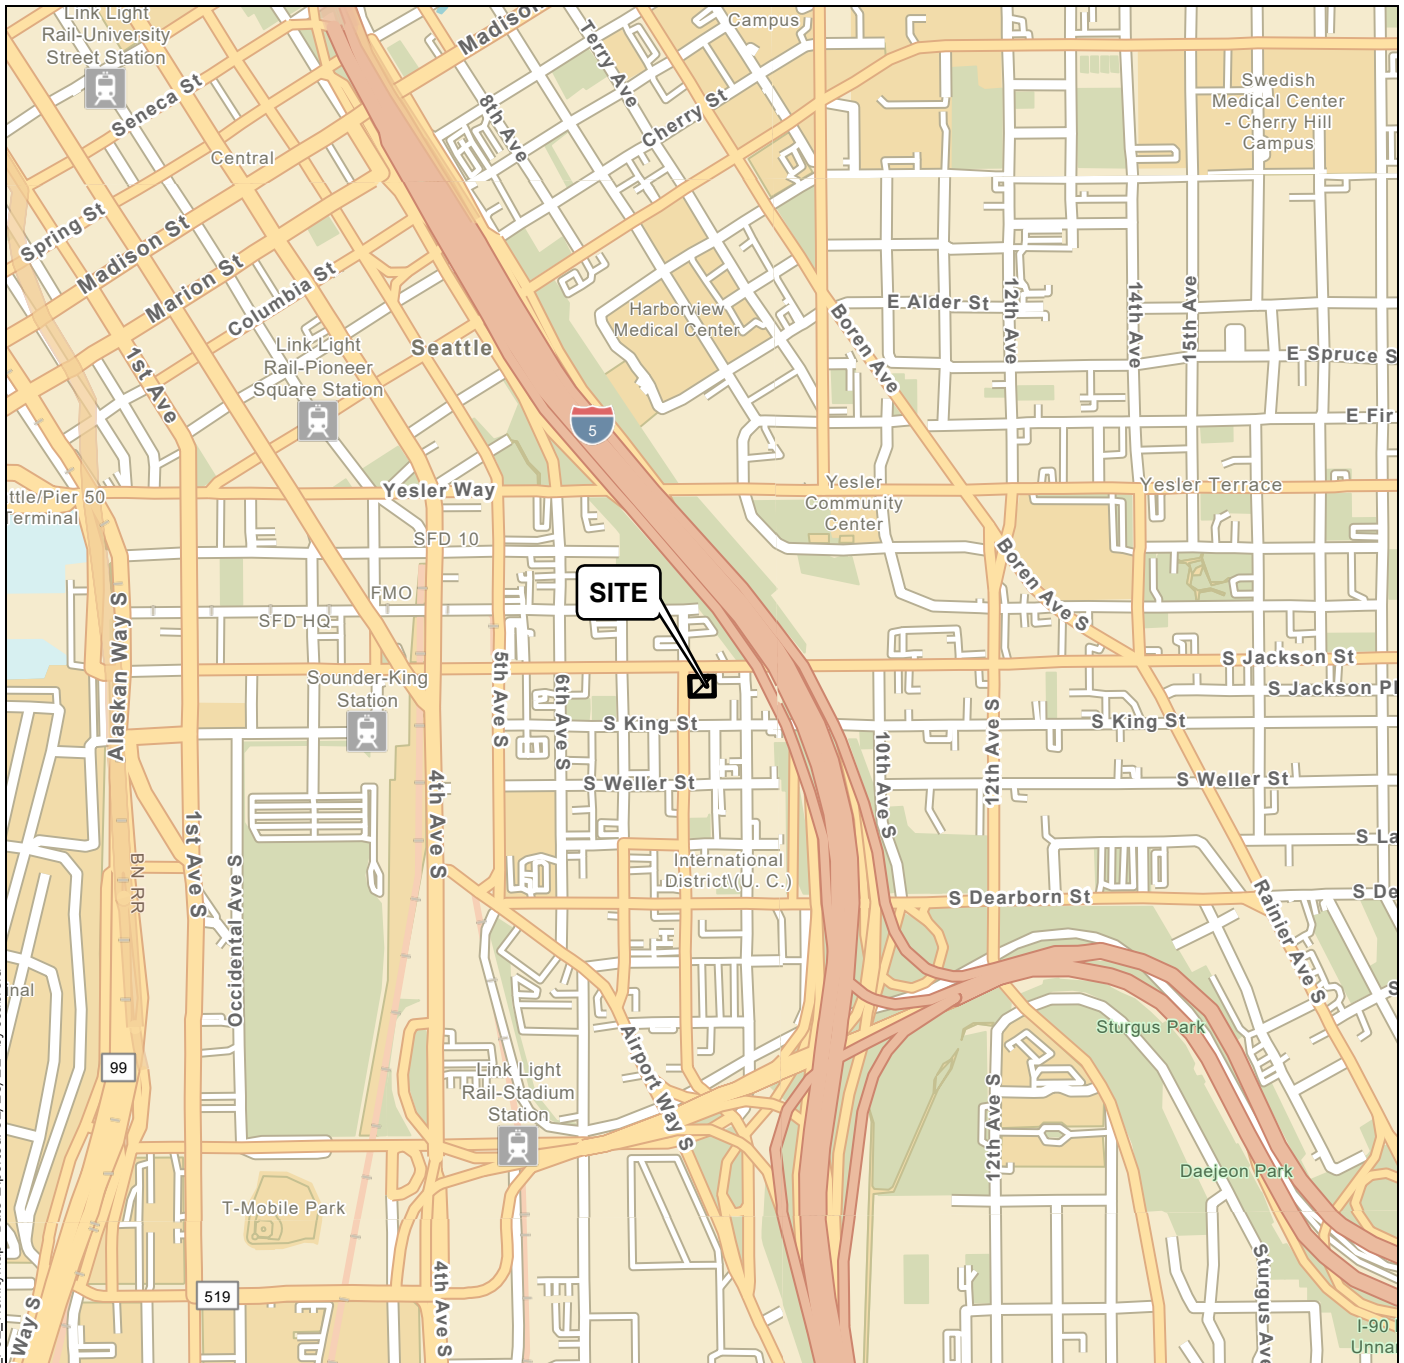 Link Light
Rail-University
Street Station
Madison
Terry Ave
Campus
Seneca St
8th Ave
Cherry St
Swedish
Medical Center
- Cherry Hill
Campus
Central
Spring St
Madison St
Marion St
Columbia St
Harborview
Medical Center
E Alder St
12th Ave
14th Ave
15th Ave
Boren Ave
Link Light
Rail-Pioneer
Square Station
Seattle
1st Ave
E Spruce S
5
E Fir
ttle/Pier 50
Terminal
Yesler Way
Yesler
Community
Center
Yesler Terrace
SFD 10
Boren Ave S
FMO
SITE
SFD HQ
Alaskan Way S
5th Ave S
6th Ave S
Sounder-King
Station
S Jackson St
S Jackson Pl
S King St
S King St
10th Ave S
12th Ave S
4th Ave S
S Weller St
S Weller St
1st Ave S
BN RR
Occidental Ave S
International
District\(U. C.)
S La
S Dearborn St
S De
Rainier Ave S
nal
S
Airport Way S
Sturgus Park
99
Link Light
Rail-Stadium
Station
12th Ave S
Daejeon Park
T-Mobile Park
519
4th Ave S
Sturgus Av
Way S
I-90
Unna